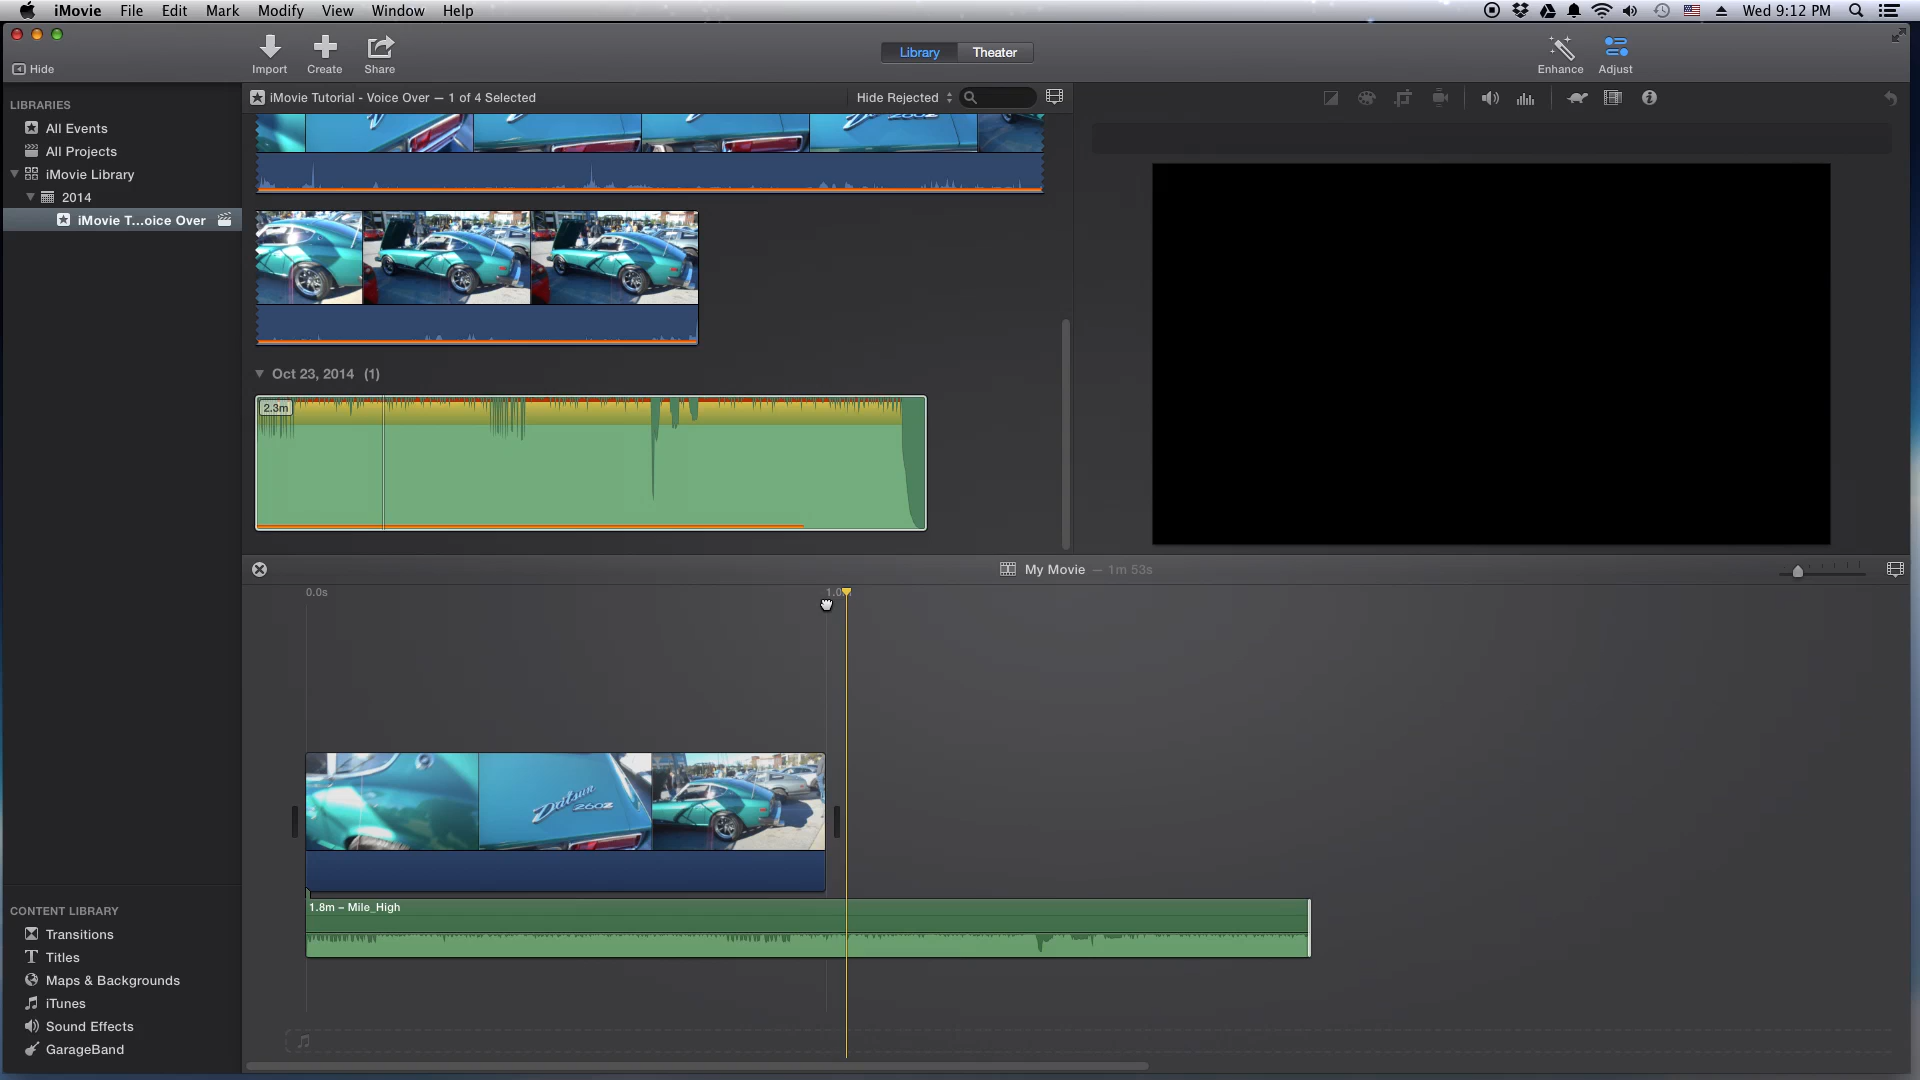 iMovie File Edit Mark Modify View Window Help
Wed 9:12 PM
Hide
Import Create Share
Library Theater
Enhance Adjust
LIBRARIES
All Events
All Projects
iMovie Library
2014
iMovie T...oice Over
iMovie Tutorial - Voice Over — 1 of 4 Selected
Hide Rejected
Oct 23, 2014 (1)
2.3m
My Movie — 1m 53s
0.0s
Datsun
260Z
1.8m – Mile_High
CONTENT LIBRARY
Transitions
Titles
Maps & Backgrounds
iTunes
Sound Effects
GarageBand